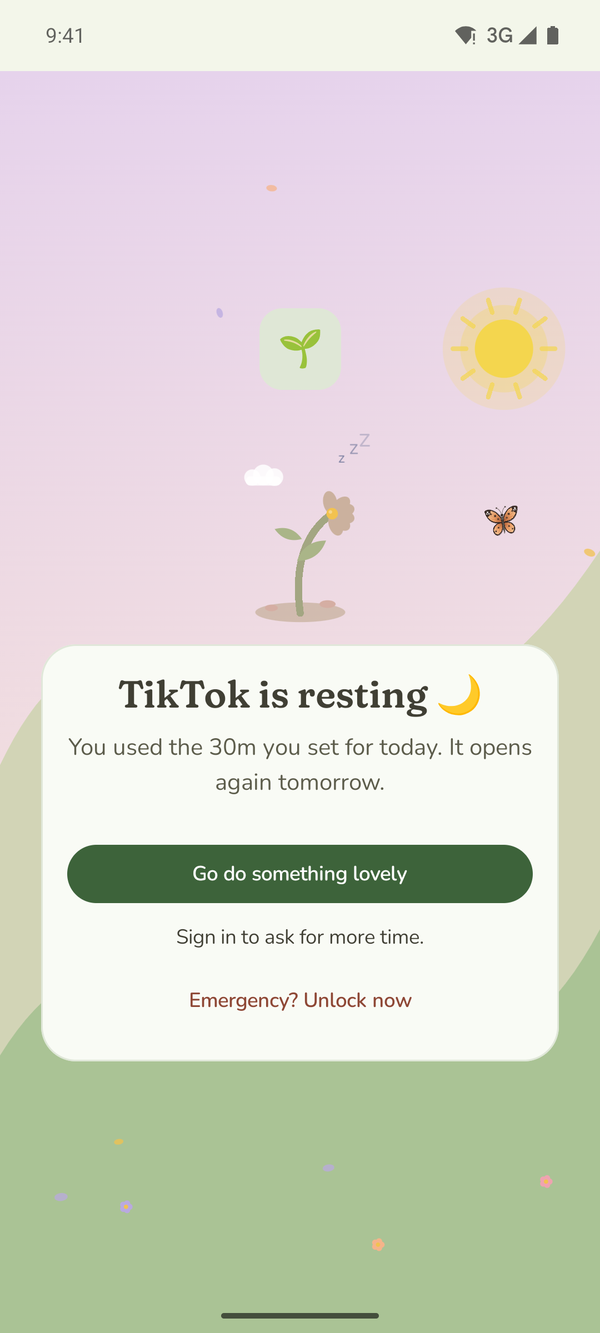 9:41
3G
z z Z
TikTok is resting 🌙
You used the 30m you set for today. It opens
again tomorrow.
Go do something lovely
Sign in to ask for more time.
Emergency? Unlock now